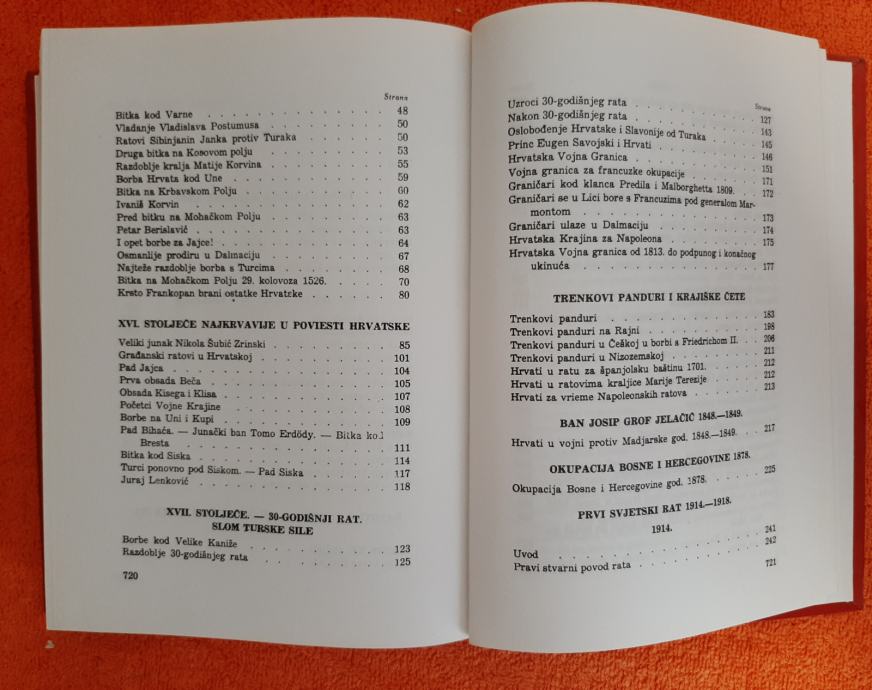 Strana
Bitka kod Varne . . . . . . . . . . . . . . 48
Vladanje Vladislava Postumusa . . . . . . . . . 50
Ratovi Sibinjanin Janka protiv Turaka . . . . . . . 50
Druga bitka na Kosovom polju . . . . . . . . . 53
Razdoblje kralja Matije Korvina . . . . . . . . . 55
Borba Hrvata kod Une . . . . . . . . . . . 59
Bitka na Krbavskom Polju . . . . . . . . . . 60
Ivaniš Korvin . . . . . . . . . . . . . . 62
Pred bitku na Mohačkom Polju . . . . . . . . . 63
Petar Berislavić . . . . . . . . . . . . . 63
I opet borbe za Jajce! . . . . . . . . . . . 64
Osmanlije prodiru u Dalmaciju . . . . . . . . . 67
Najteže razdoblje borba s Turcima . . . . . . . . 68
Bitka na Mohačkom Polju 29. kolovoza 1526. . . . . . 70
Krsto Frankopan brani ostatke Hrvatske . . . . . . 80
XVI. STOLJEĆE NAJKRVAVIJE U POVIESTI HRVATSKE
Veliki junak Nikola Šubić Zrinski . . . . . . . . 85
Građanski ratovi u Hrvatskoj . . . . . . . . . 101
Pad Jajca . . . . . . . . . . . . . . . 104
Prva obsada Beča . . . . . . . . . . . . . 105
Obsada Kisega i Klisa . . . . . . . . . . . 107
Početci Vojne Krajine . . . . . . . . . . . 108
Borbe na Uni i Kupi . . . . . . . . . . . . 109
Pad Bihaća. — Junački ban Tomo Erdödy. — Bitka kod
Bresta . . . . . . . . . . . . . . 111
Bitka kod Siska . . . . . . . . . . . . . 114
Turci ponovno pod Siskom. — Pad Siska . . . . . . 117
Juraj Lenković . . . . . . . . . . . . . 118
XVII. STOLJEĆE. — 30-GODIŠNJI RAT.
SLOM TURSKE SILE
Borbe kod Velike Kaniže . . . . . . . . . . 123
Razdoblje 30-godišnjeg rata . . . . . . . . . 125
720
Strana
Uzroci 30-godišnjeg rata . . . . . . . . . . 127
Nakon 30-godišnjeg rata . . . . . . . . . . 143
Oslobođenje Hrvatske i Slavonije od Turaka . . . . 145
Princ Eugen Savojski i Hrvati . . . . . . . . 146
Hrvatska Vojna Granica . . . . . . . . . . 151
Vojna granica za francuzke okupacije . . . . . . 171
Graničari kod klanca Predila i Malborghetta 1809. . . 172
Graničari se u Lici bore s Francuzima pod generalom Mar-
montom . . . . . . . . . . . . . . 173
Graničari ulaze u Dalmaciju . . . . . . . . . 174
Hrvatska Krajina za Napoleona . . . . . . . . 175
Hrvatska Vojna granica od 1813. do podpunog i konačnog
ukinuća . . . . . . . . . . . . . . 177
TRENKOVI PANDURI I KRAJIŠKE ČETE
Trenkovi panduri . . . . . . . . . . . . 183
Trenkovi panduri na Rajni . . . . . . . . . 198
Trenkovi panduri u Češkoj u borbi s Friedrichom II. . . 206
Trenkovi panduri u Nizozemskoj . . . . . . . . 211
Hrvati u ratu za španjolsku baštinu 1701. . . . . . 212
Hrvati u ratovima kraljice Marije Terezije . . . . . 212
Hrvati za vrieme Napoleonskih ratova . . . . . . 213
BAN JOSIP GROF JELAČIĆ 1848.—1849.
Hrvati u vojni protiv Madjarske god. 1848.—1849. . . 217
OKUPACIJA BOSNE I HERCEGOVINE 1878.
Okupacija Bosne i Hercegovine god. 1878. . . . . . 225
PRVI SVJETSKI RAT 1914.—1918.
1914.
Uvod . . . . . . . . . . . . . . . 241
Pravi stvarni povod rata . . . . . . . . . . 242
721